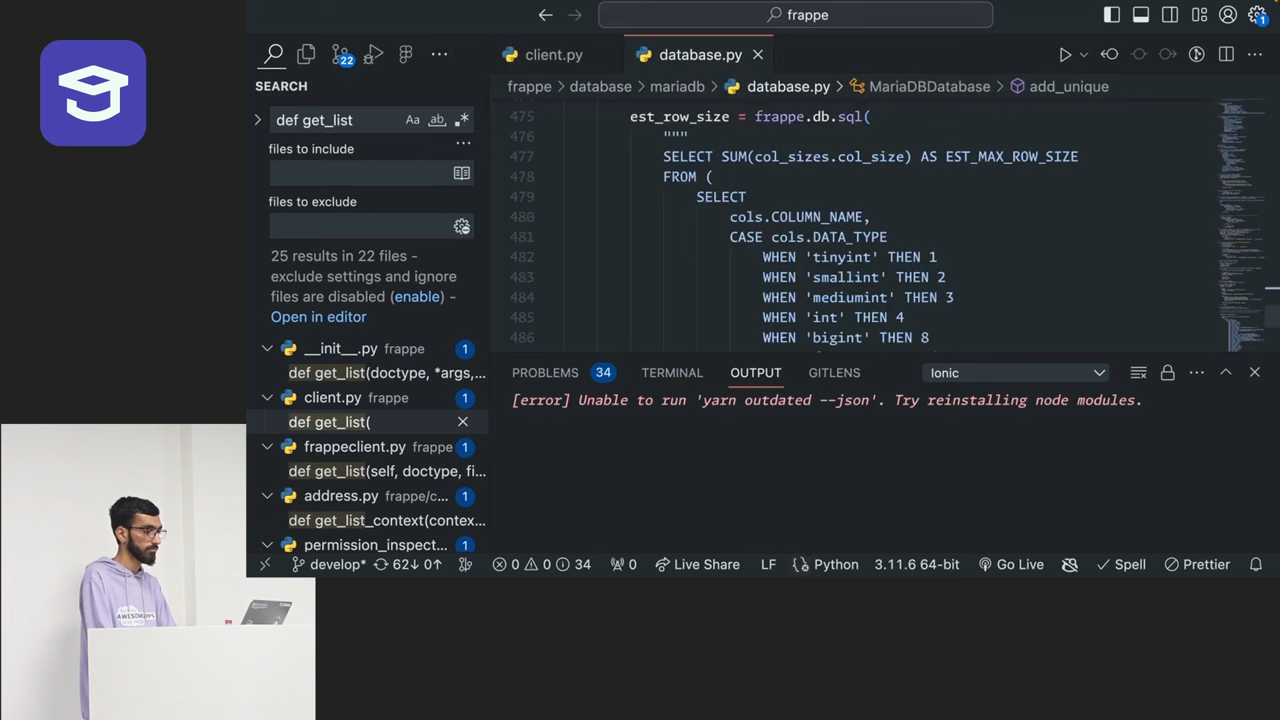 frappe
1
22
SEARCH
def get_list
Aa
ab
files to include
files to exclude
25 results in 22 files -
exclude settings and ignore
files are disabled (enable) -
Open in editor
__init__.py frappe 1
def get_list(doctype, *args,...
client.py frappe 1
def get_list(
frappeclient.py frappe 1
def get_list(self, doctype, fi...
address.py frappe/c... 1
def get_list_context(contex...
permission_inspect... 1
client.py
database.py
frappe > database > mariadb > database.py > MariaDBDatabase > add_unique
475 est_row_size = frappe.db.sql(
476 """
477 SELECT SUM(col_sizes.col_size) AS EST_MAX_ROW_SIZE
478 FROM (
479 SELECT
480 cols.COLUMN_NAME,
481 CASE cols.DATA_TYPE
482 WHEN 'tinyint' THEN 1
483 WHEN 'smallint' THEN 2
484 WHEN 'mediumint' THEN 3
485 WHEN 'int' THEN 4
486 WHEN 'bigint' THEN 8
PROBLEMS 34 TERMINAL OUTPUT GITLENS Ionic
[error] Unable to run 'yarn outdated --json'. Try reinstalling node modules.
develop* 62↓ 0↑ 0 0 34 0 Live Share LF Python 3.11.6 64-bit Go Live Spell Prettier